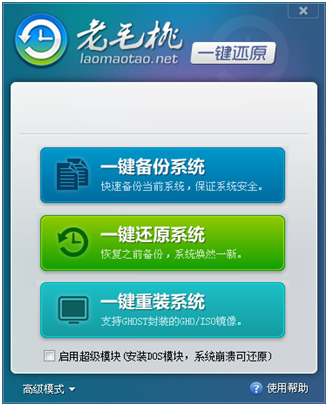 老毛桃
laomaotao.net
一键还原
一键备份系统
快速备份当前系统，保证系统安全。
一键还原系统
恢复之前备份，系统焕然一新。
一键重装系统
支持GHOST封装的GHO/ISO镜像。
启用超级模块(安装DOS模块，系统崩溃可还原)
高级模式
使用帮助